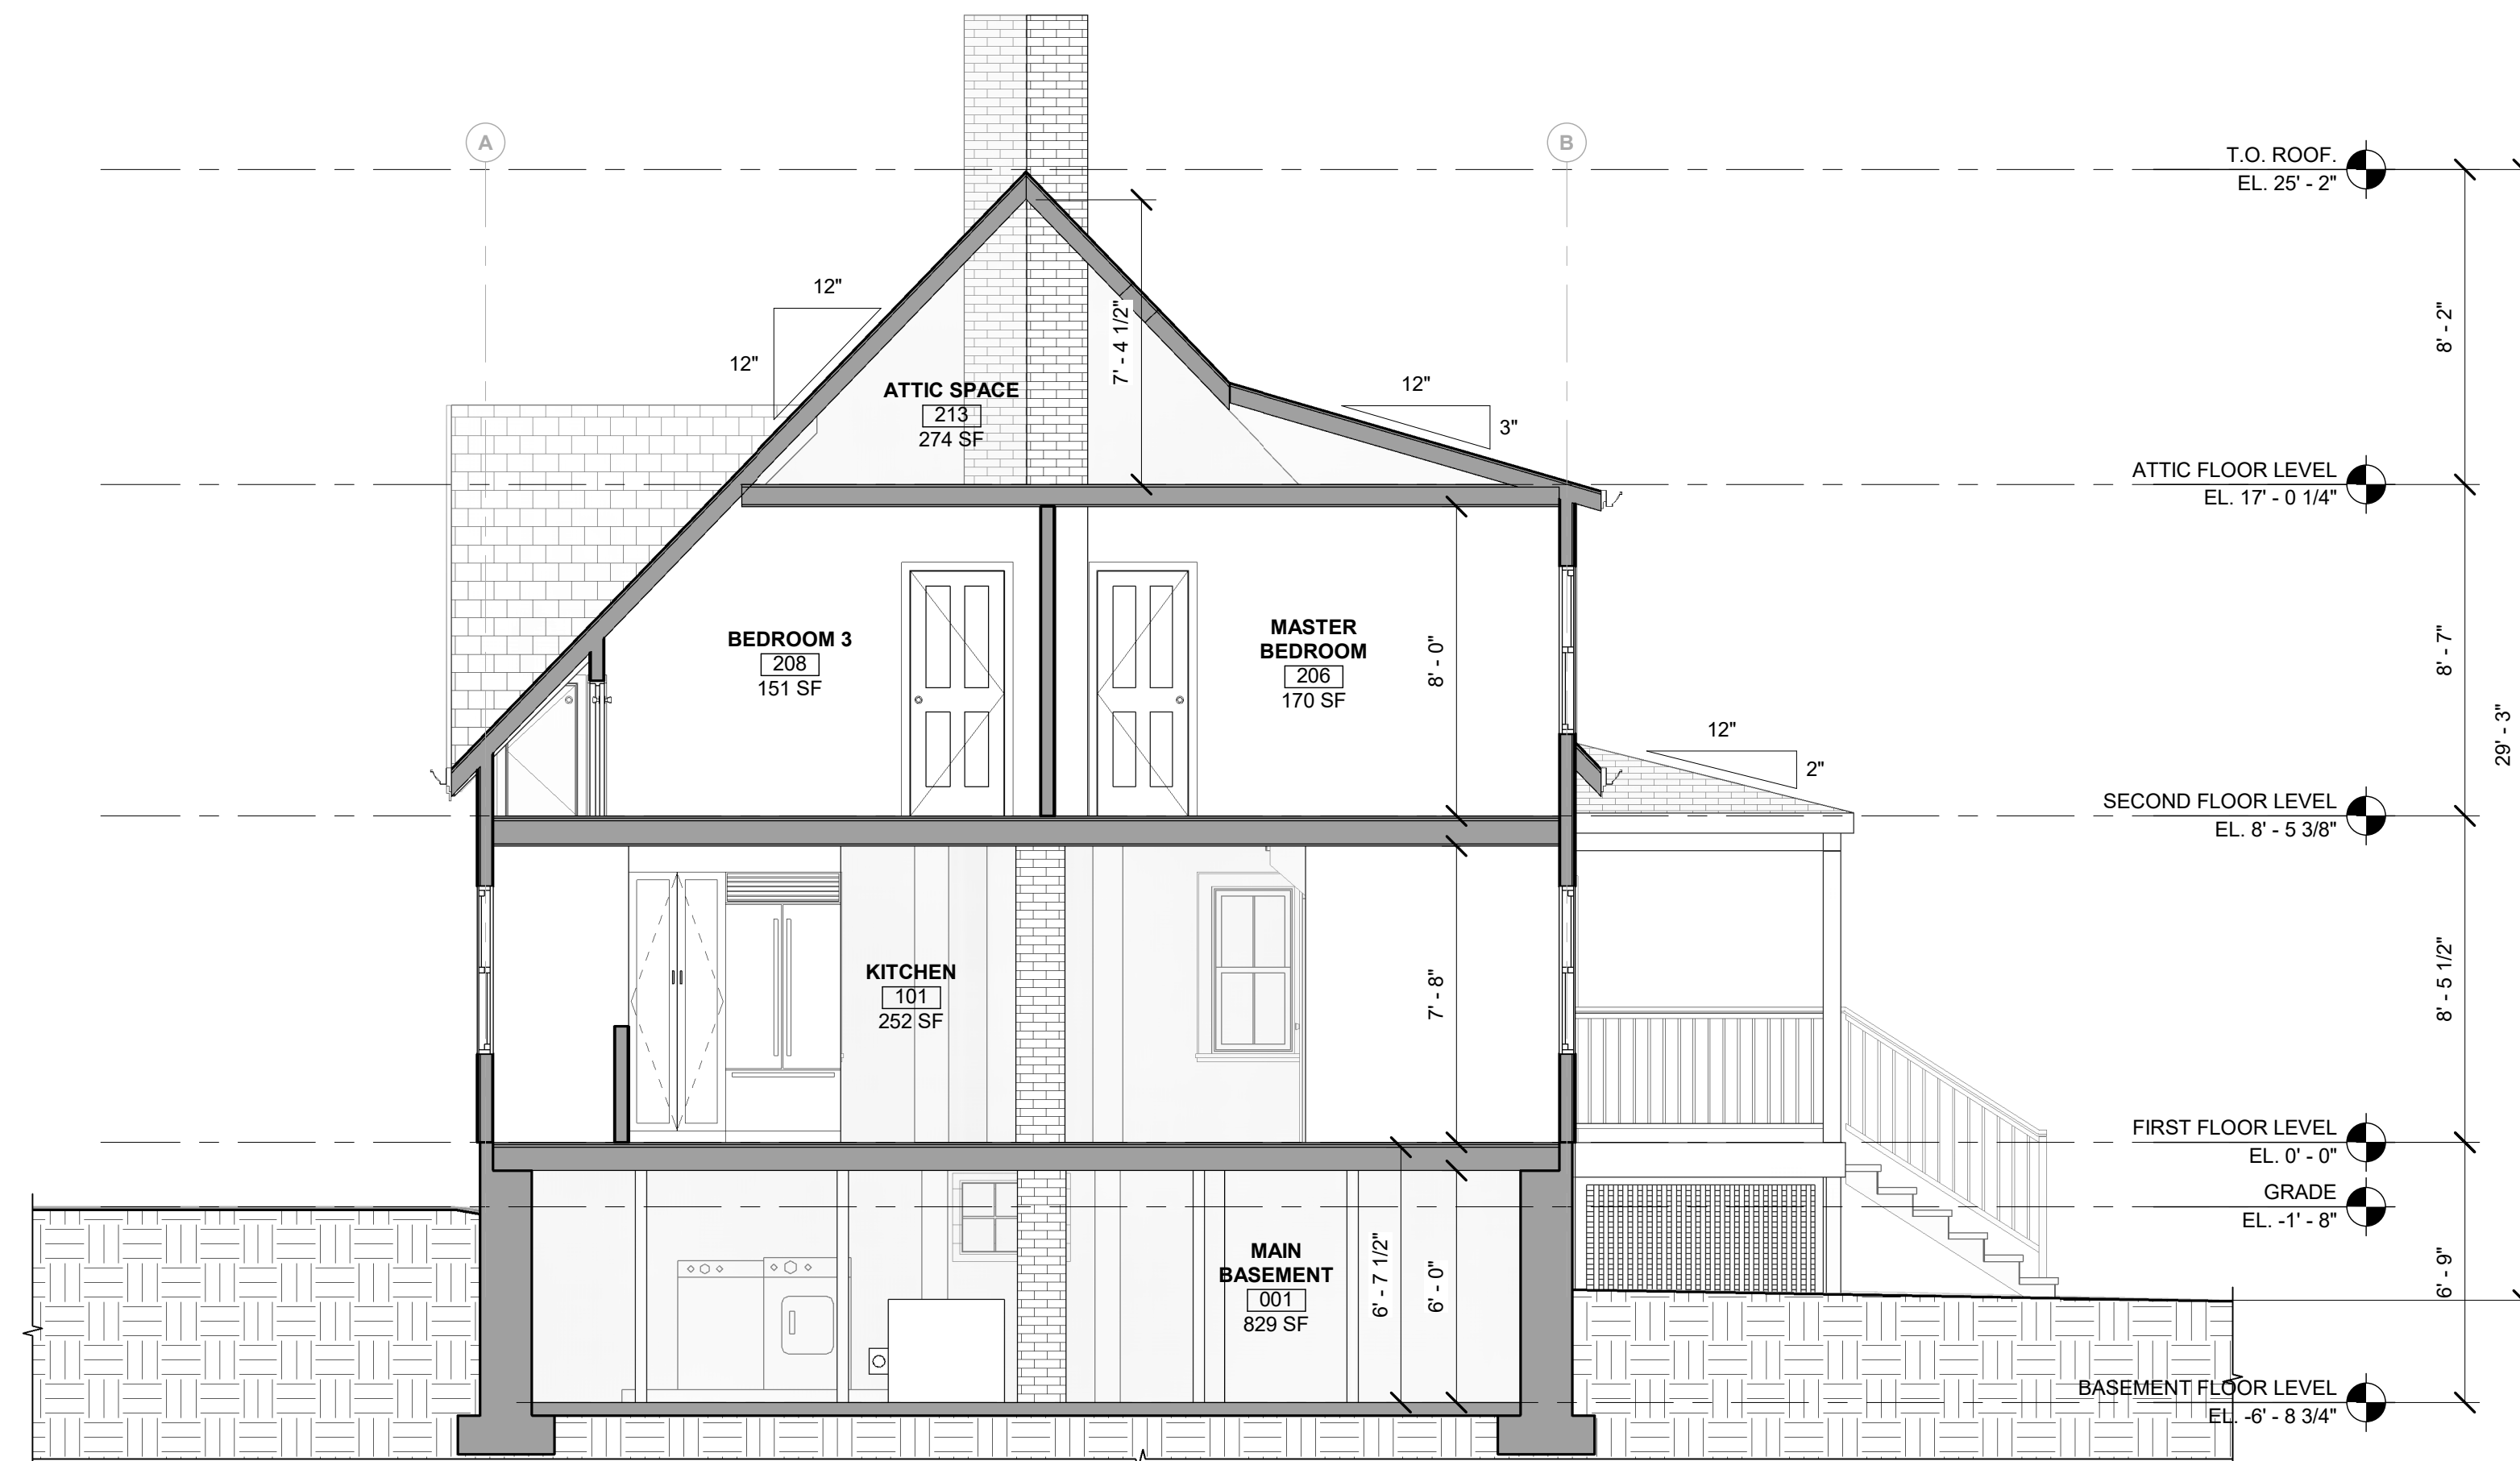 A
B
T.O. ROOF.
EL. 25' - 2"
12"
12"
7' - 4 1/2"
8' - 2"
ATTIC SPACE
213
274 SF
12"
3"
ATTIC FLOOR LEVEL
EL. 17' - 0 1/4"
BEDROOM 3
208
151 SF
MASTER
BEDROOM
206
170 SF
8' - 0"
8' - 7"
29' - 3"
12"
2"
SECOND FLOOR LEVEL
EL. 8' - 5 3/8"
KITCHEN
101
252 SF
7' - 8"
8' - 5 1/2"
FIRST FLOOR LEVEL
EL. 0' - 0"
GRADE
EL. -1' - 8"
MAIN
BASEMENT
001
829 SF
6' - 7 1/2"
6' - 0"
6' - 9"
BASEMENT FLOOR LEVEL
EL. -6' - 8 3/4"